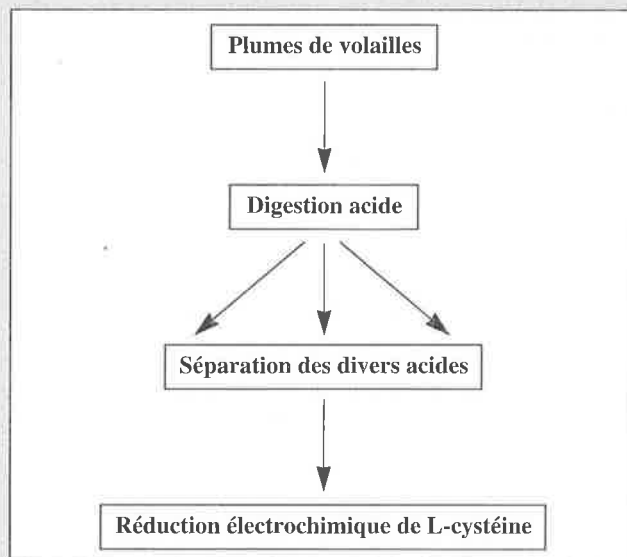 Plumes de volailles
Digestion acide
Séparation des divers acides
Réduction électrochimique de L-cystéine